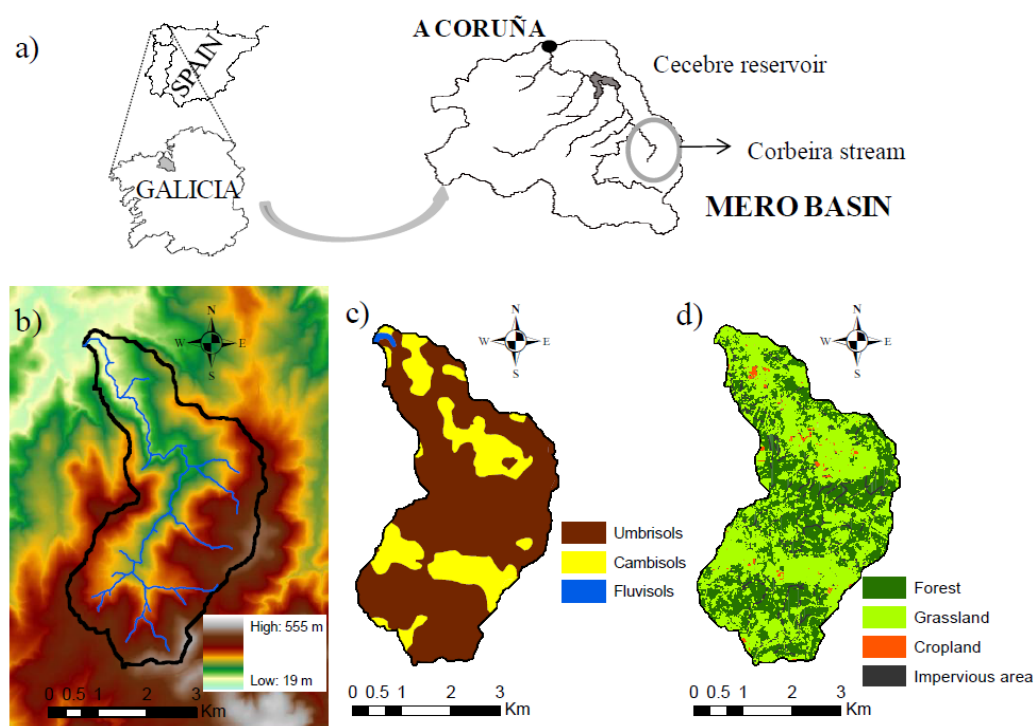 a)
SPAIN
GALICIA
A CORUÑA
Cecebre reservoir
Corbeira stream
MERO BASIN
b)
N
W E
S
High: 555 m
Low: 19 m
0 0.5 1 2 3
Km
c)
N
W E
S
Umbrisols
Cambisols
Fluvisols
0 0.5 1 2 3
Km
d)
N
W E
S
Forest
Grassland
Cropland
Impervious area
0 0.5 1 2 3
Km